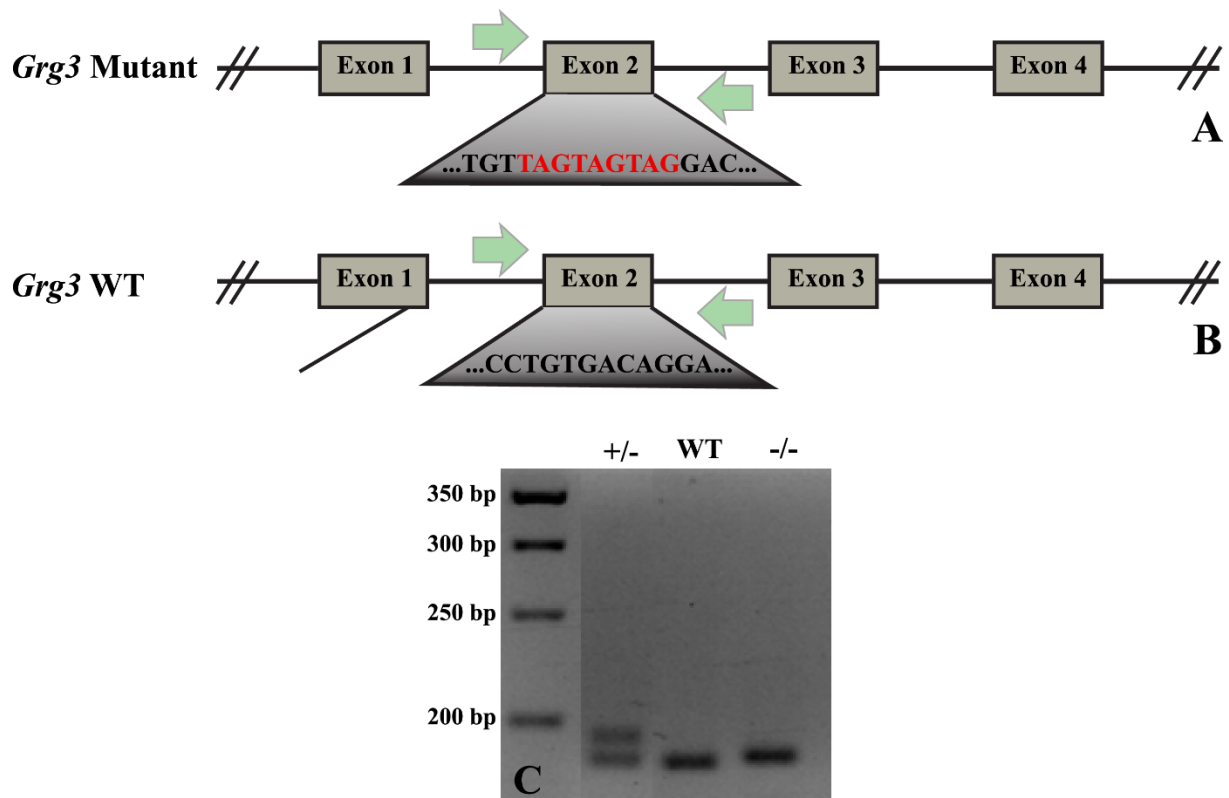 Grg3 Mutant
Exon 1
Exon 2
Exon 3
Exon 4
A
...TGTTAGTAGTAGGAC...
Grg3 WT
Exon 1
Exon 2
Exon 3
Exon 4
B
...CCTGTGACAGGA...
+/-
WT
-/-
350 bp
300 bp
250 bp
200 bp
C